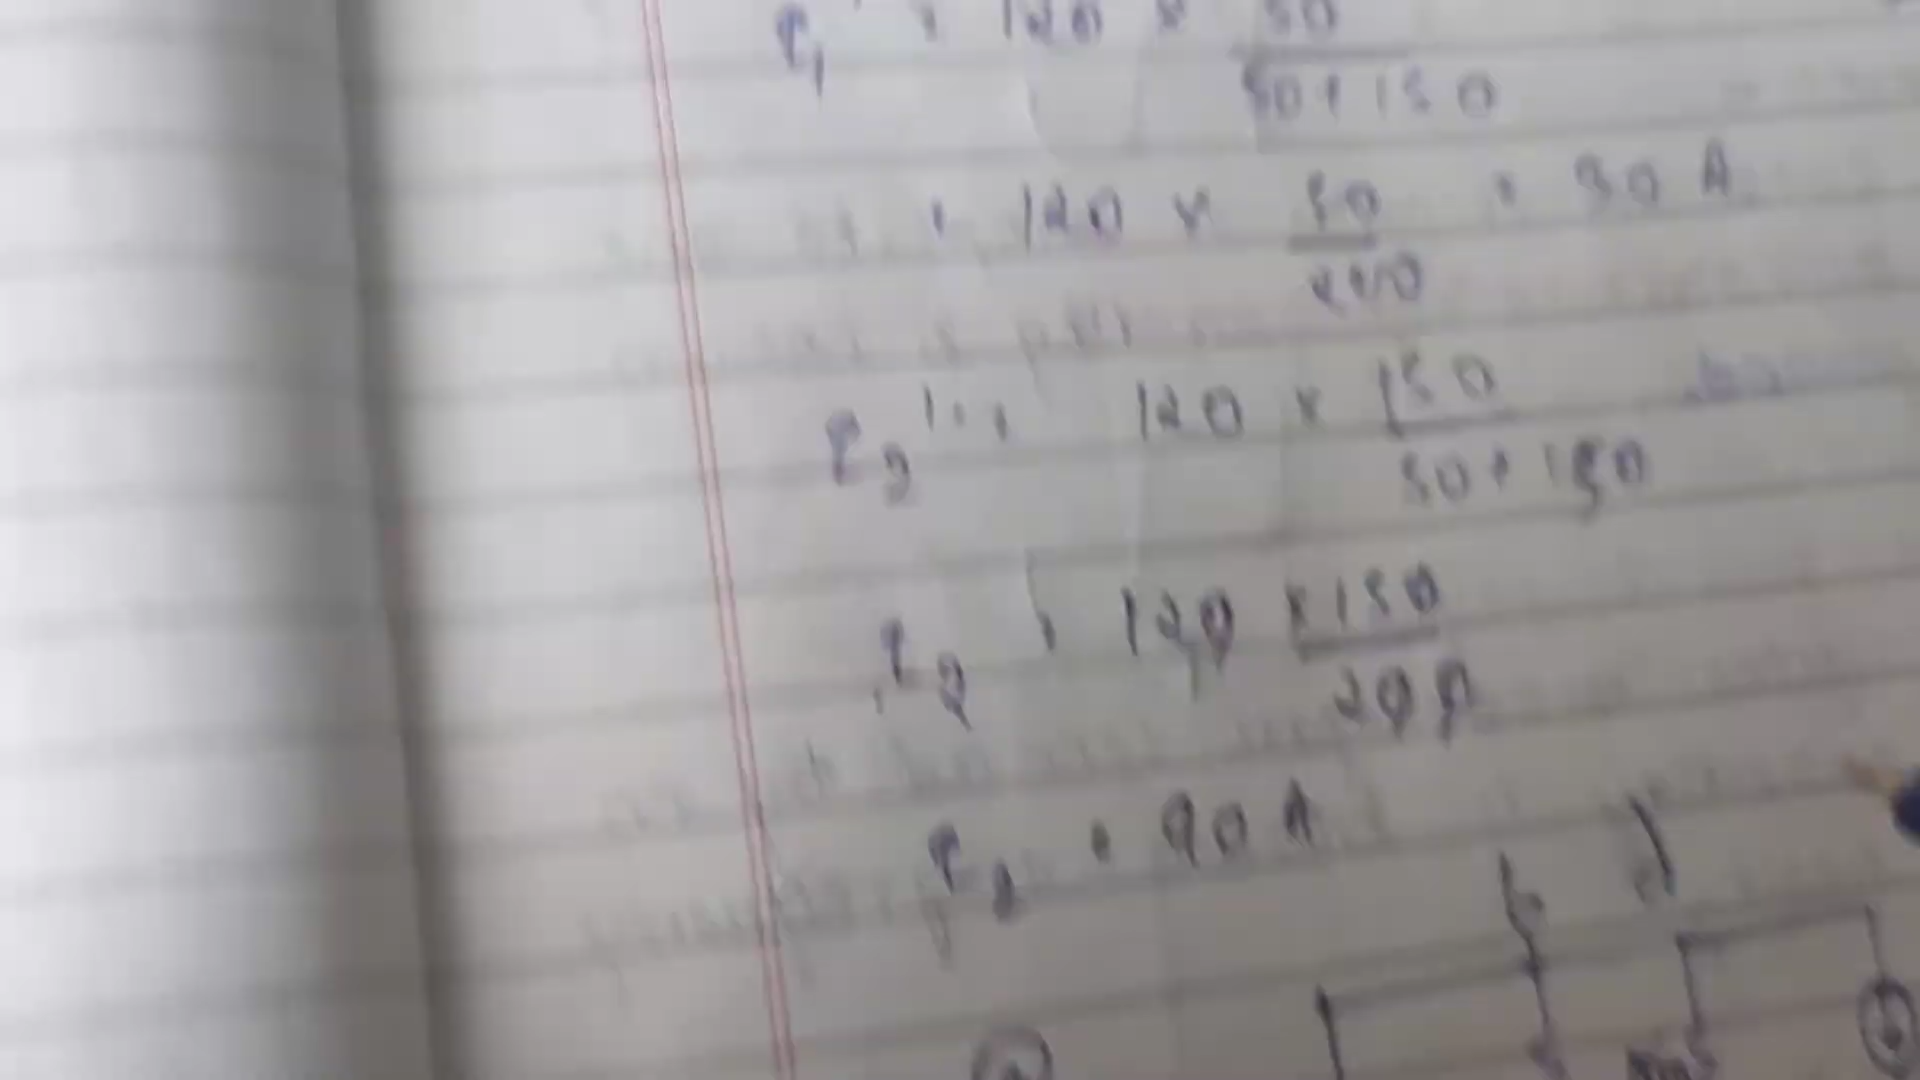 I₁' = 120 × 50 / 50+150
= 120 × 50 / 200 = 30 A
I₂' = 120 × 150 / 50+150
I₂ = 120 × 150 / 200
I₂ = 90 A